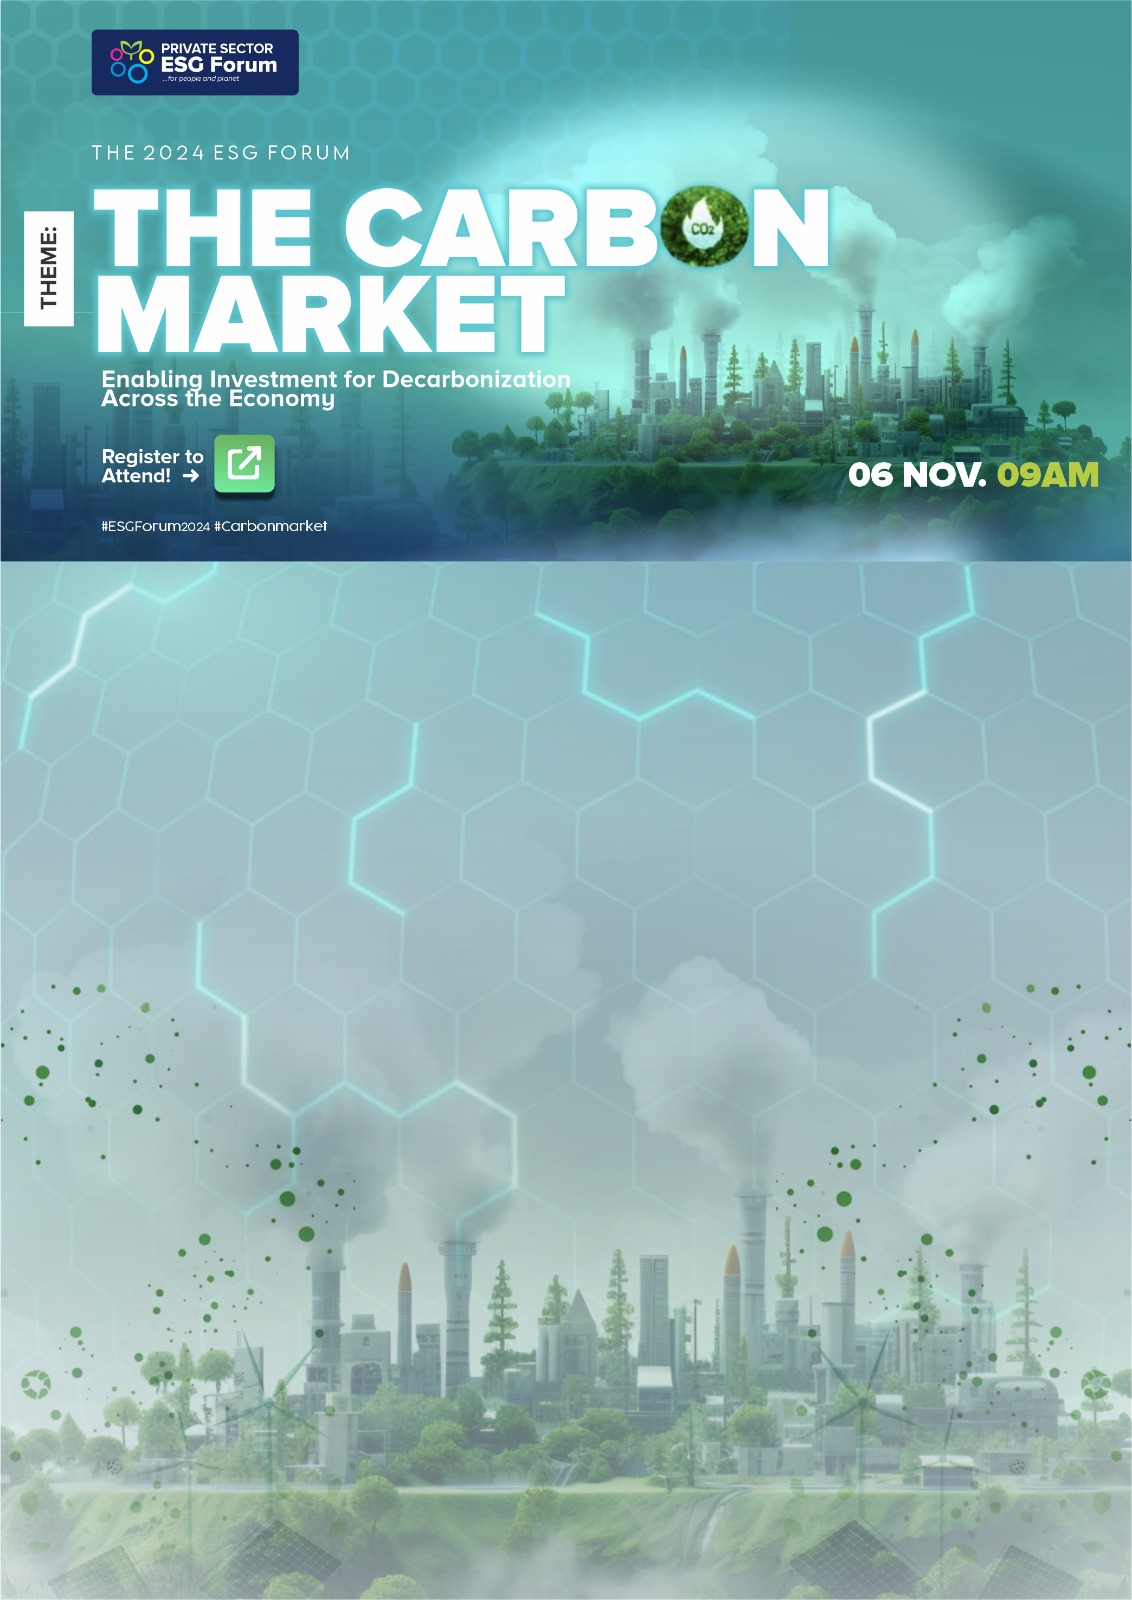 PRIVATE SECTOR
ESG Forum
...for people and planet
THE 2024 ESG FORUM
THEME:
THE CARBON
CO₂
MARKET
Enabling Investment for Decarbonization
Across the Economy
Register to
Attend! ➔
06 NOV. 09AM
#ESGForum2024 #Carbonmarket